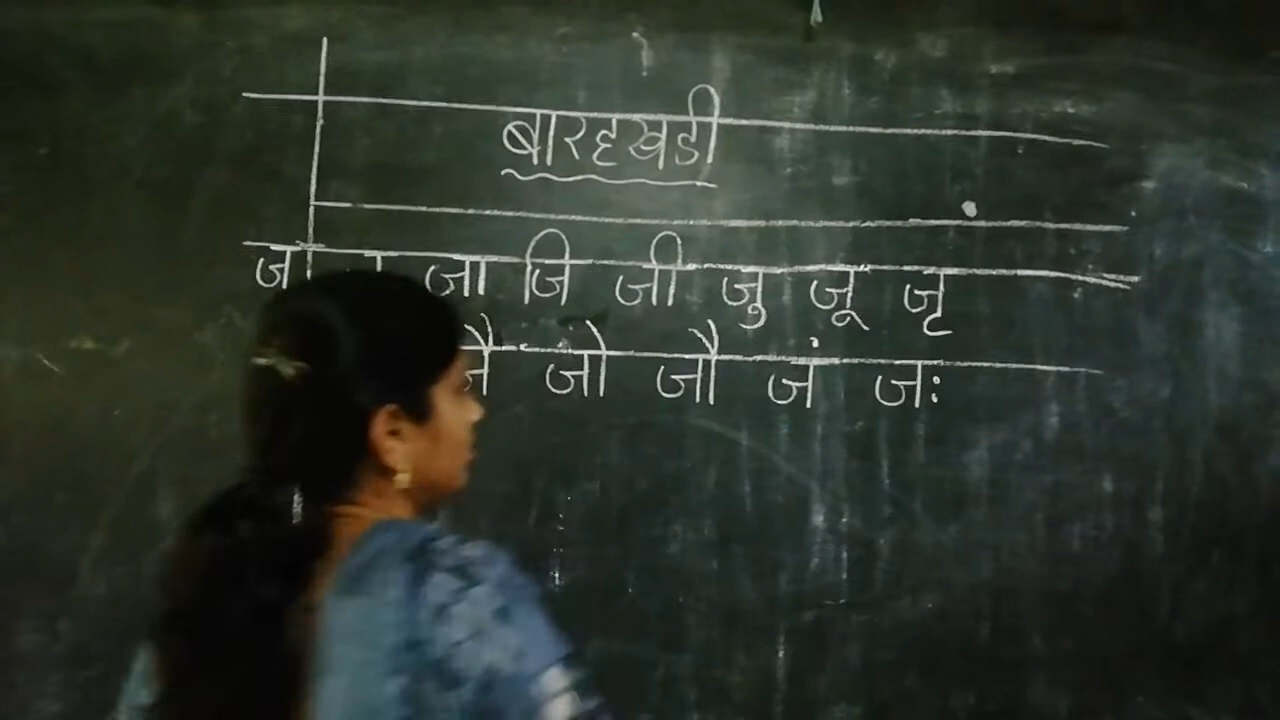 बारहखडी
ज जा जि जी जु जू जृ
जै जो जौ जं जः